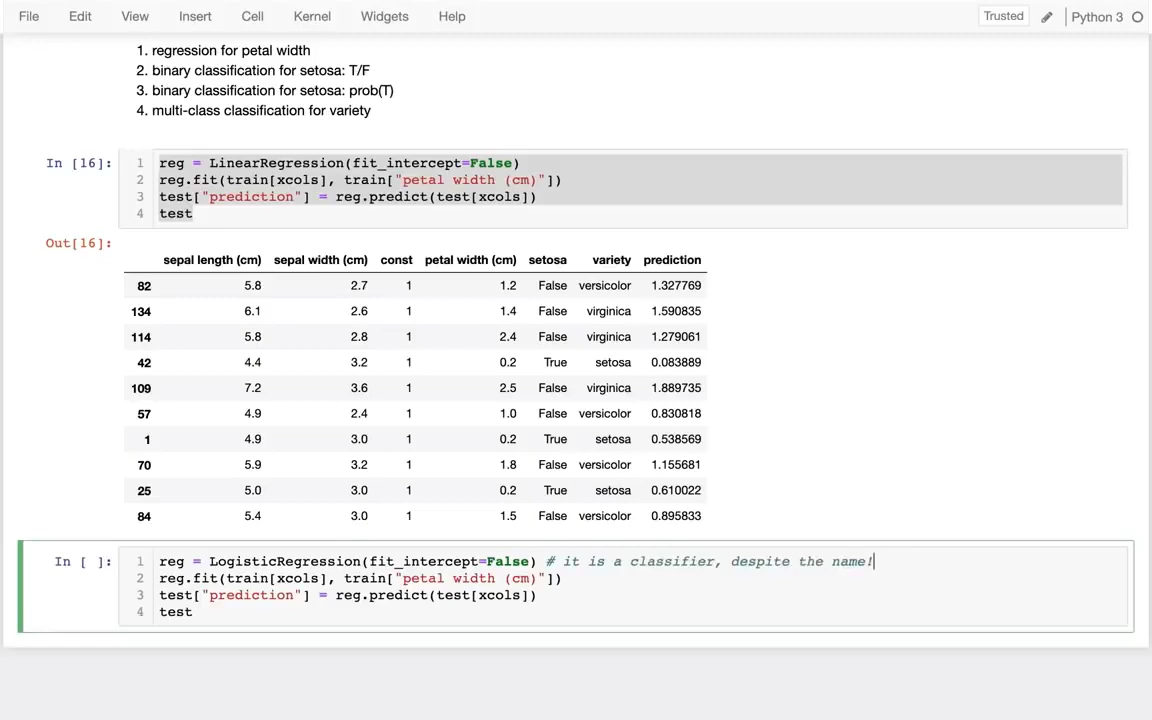 File Edit View Insert Cell Kernel Widgets Help Trusted Python 3
1. regression for petal width
2. binary classification for setosa: T/F
3. binary classification for setosa: prob(T)
4. multi-class classification for variety
In [16]: 1 reg = LinearRegression(fit_intercept=False)
2 reg.fit(train[xcols], train["petal width (cm)"])
3 test["prediction"] = reg.predict(test[xcols])
4 test
Out[16]:
sepal length (cm) sepal width (cm) const petal width (cm) setosa variety prediction
82 5.8 2.7 1 1.2 False versicolor 1.327769
134 6.1 2.6 1 1.4 False virginica 1.590835
114 5.8 2.8 1 2.4 False virginica 1.279061
42 4.4 3.2 1 0.2 True setosa 0.083889
109 7.2 3.6 1 2.5 False virginica 1.889735
57 4.9 2.4 1 1.0 False versicolor 0.830818
1 4.9 3.0 1 0.2 True setosa 0.538569
70 5.9 3.2 1 1.8 False versicolor 1.155681
25 5.0 3.0 1 0.2 True setosa 0.610022
84 5.4 3.0 1 1.5 False versicolor 0.895833
In [ ]: 1 reg = LogisticRegression(fit_intercept=False) # it is a classifier, despite the name!
2 reg.fit(train[xcols], train["petal width (cm)"])
3 test["prediction"] = reg.predict(test[xcols])
4 test